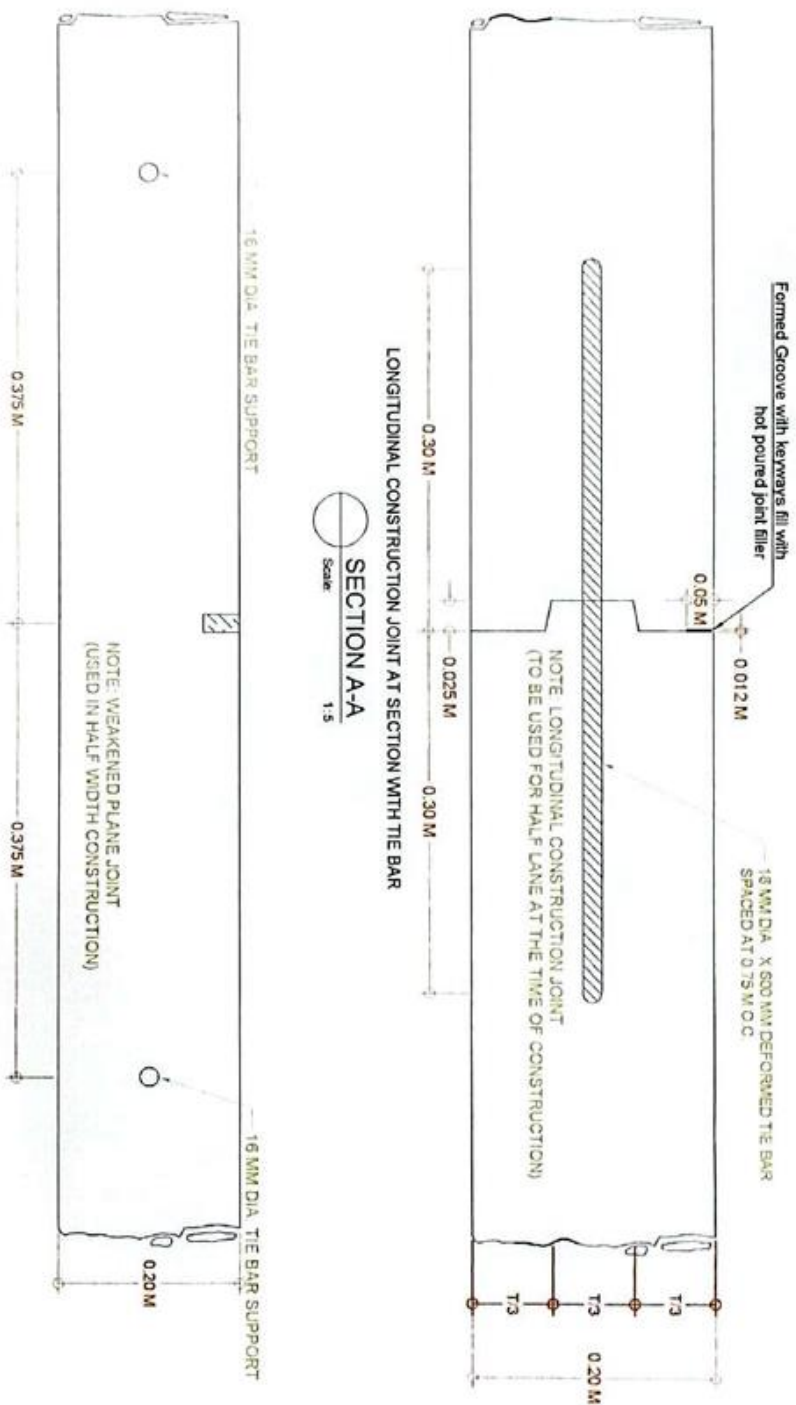 Formed Groove with keyways fill with
hot poured joint filler
0.012 M
0.05 M
16 MM DIA. X 600 MM DEFORMED TIE BAR
SPACED AT 0.75 M O.C.
T/3
T/3
T/3
0.20 M
NOTE: LONGITUDINAL CONSTRUCTION JOINT
(TO BE USED FOR HALF LANE AT THE TIME OF CONSTRUCTION)
0.025 M
0.30 M
0.30 M
LONGITUDINAL CONSTRUCTION JOINT AT SECTION WITH TIE BAR
SECTION A-A
Scale: 1:5
16 MM DIA. TIE BAR SUPPORT
16 MM DIA. TIE BAR SUPPORT
0.20 M
NOTE: WEAKENED PLANE JOINT
(USED IN HALF WIDTH CONSTRUCTION)
0.375 M
0.375 M